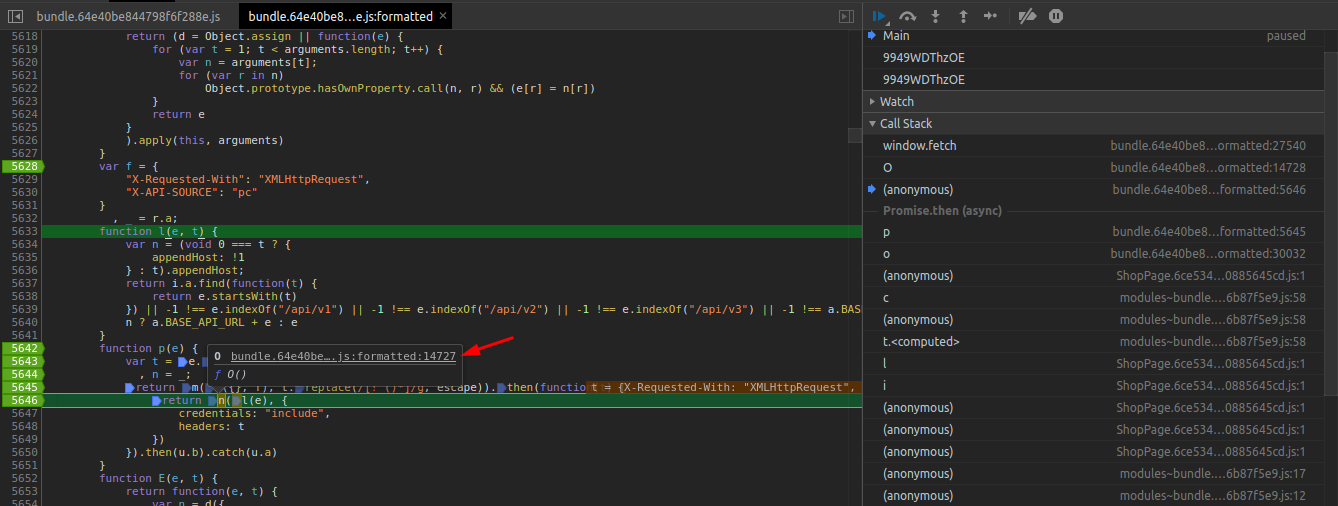 bundle.64e40be844798f6f288e.js
bundle.64e40be8…e.js:formatted ×
5618 return (d = Object.assign || function(e) {
5619 for (var t = 1; t < arguments.length; t++) {
5620 var n = arguments[t];
5621 for (var r in n)
5622 Object.prototype.hasOwnProperty.call(n, r) && (e[r] = n[r])
5623 }
5624 return e
5625 }
5626 ).apply(this, arguments)
5627 }
5628 var f = {
5629 "X-Requested-With": "XMLHttpRequest",
5630 "X-API-SOURCE": "pc"
5631 }
5632 , _ = r.a;
5633 function l(e, t) {
5634 var n = (void 0 === t ? {
5635 appendHost: !1
5636 } : t).appendHost;
5637 return i.a.find(function(t) {
5638 return e.startsWith(t)
5639 }) || -1 !== e.indexOf("/api/v1") || -1 !== e.indexOf("/api/v2") || -1 !== e.indexOf("/api/v3") || -1 !== a.BAS
5640 n ? a.BASE_API_URL + e : e
5641 }
5642 function p(e) {
5643 var t = e.
5644 , n = _;
5645 return m( {}, f), t. replace(/[!'()*]/g, escape)). then(functio t = {X-Requested-With: "XMLHttpRequest",
5646 return n( l(e), {
5647 credentials: "include",
5648 headers: t
5649 })
5650 }).then(u.b).catch(u.a)
5651 }
5652 function E(e, t) {
5653 return function(e, t) {
5654 var n = d({
O bundle.64e40be….js:formatted:14727
ƒ O()
Main paused
9949WDThzOE
9949WDThzOE
Watch
Call Stack
window.fetch bundle.64e40be8…ormatted:27540
O bundle.64e40be8…ormatted:14728
(anonymous) bundle.64e40be8…formatted:5646
Promise.then (async)
p bundle.64e40be8…formatted:5645
o bundle.64e40be8…ormatted:30032
(anonymous) ShopPage.6ce534…0885645cd.js:1
c modules~bundle.…6b87f5e9.js:58
(anonymous) modules~bundle.…6b87f5e9.js:58
t.<computed> modules~bundle.…6b87f5e9.js:58
l ShopPage.6ce534…0885645cd.js:1
i ShopPage.6ce534…0885645cd.js:1
(anonymous) ShopPage.6ce534…0885645cd.js:1
(anonymous) ShopPage.6ce534…0885645cd.js:1
(anonymous) ShopPage.6ce534…0885645cd.js:1
(anonymous) modules~bundle.…6b87f5e9.js:17
(anonymous) modules~bundle.…6b87f5e9.js:12